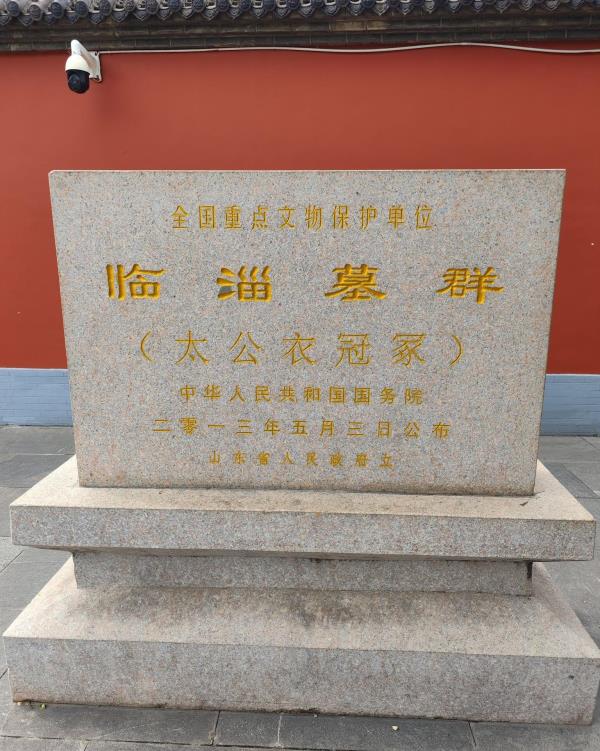 全国重点文物保护单位
临淄墓群
（太公衣冠冢）
中华人民共和国国务院
二零一三年五月三日公布
山东省人民政府立